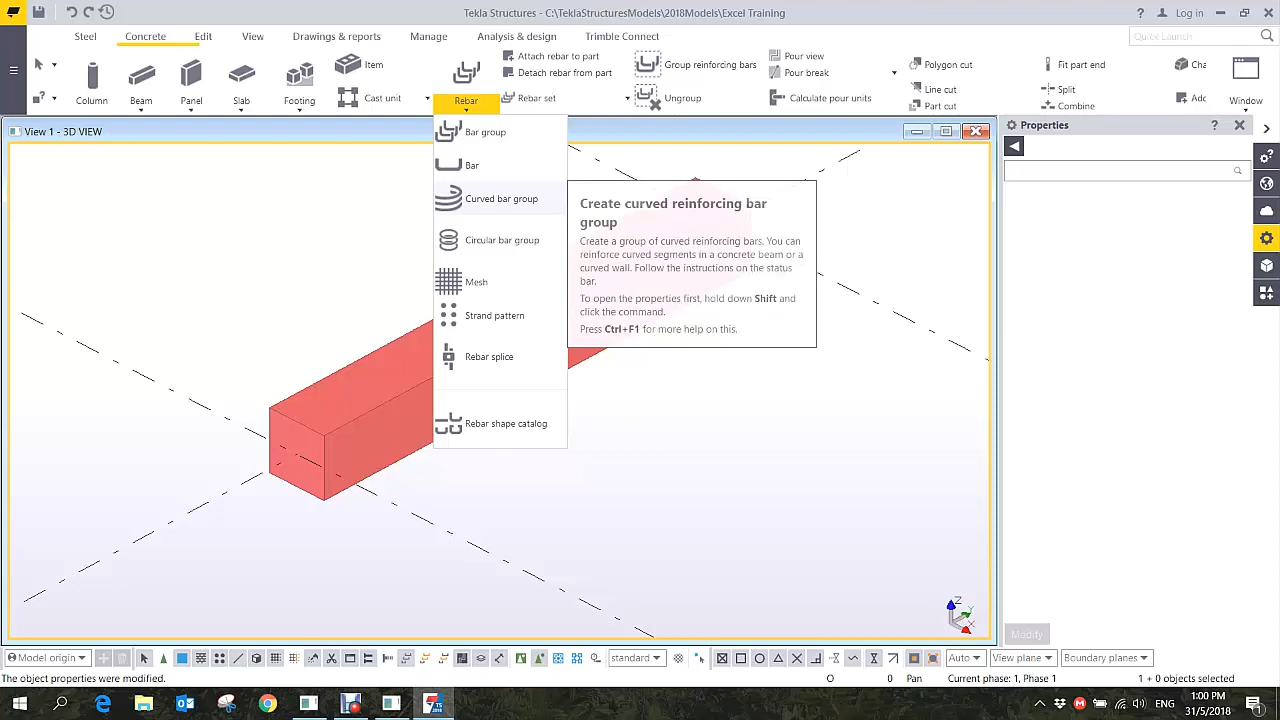 Tekla Structures - C:\TeklaStructuresModels\2018Models\Excel Training
? Log in
Steel Concrete Edit View Drawings & reports Manage Analysis & design Trimble Connect
Quick Launch
Column Beam Panel Slab Footing
Item
Cast unit
Rebar
Attach rebar to part
Detach rebar from part
Rebar set
Group reinforcing bars
Ungroup
Pour view
Pour break
Calculate pour units
Polygon cut
Line cut
Part cut
Fit part end
Split
Combine
Cha
Adc
Window
View 1 - 3D VIEW
Properties
?
Bar group
Bar
Curved bar group
Circular bar group
Mesh
Strand pattern
Rebar splice
Rebar shape catalog
Create curved reinforcing bar
group
Create a group of curved reinforcing bars. You can
reinforce curved segments in a concrete beam or a
curved wall. Follow the instructions on the status
bar.
To open the properties first, hold down Shift and
click the command.
Press Ctrl+F1 for more help on this.
Z
Y
X
Modify
Model origin
standard
Auto
View plane
Boundary planes
The object properties were modified.
O 0 Pan Current phase: 1, Phase 1 1 + 0 objects selected
1:00 PM
31/5/2018